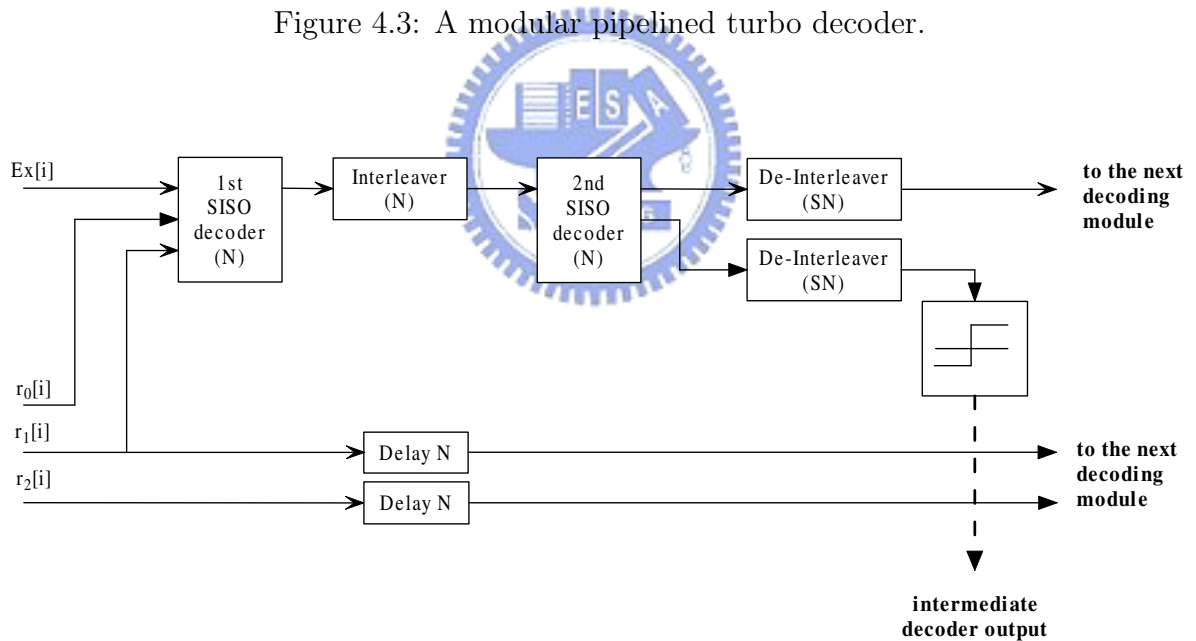 Figure 4.3: A modular pipelined turbo decoder.
E S A
Ex[i]
1st
SISO
decoder
(N)
Interleaver
(N)
2nd
SISO
decoder
(N)
De-Interleaver
(SN)
to the next
decoding
module
De-Interleaver
(SN)
r₀[i]
r₁[i]
Delay N
to the next
decoding
module
r₂[i]
Delay N
intermediate
decoder output